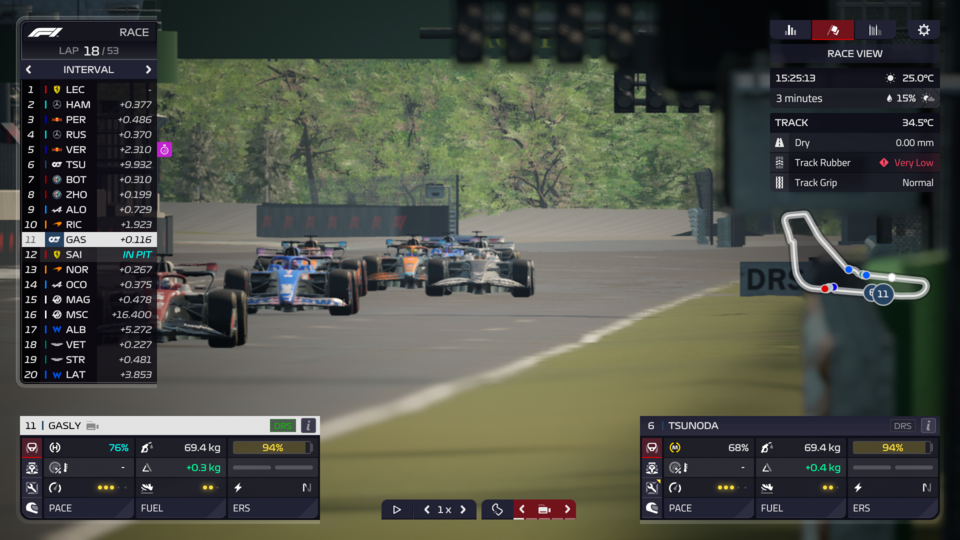 F1 RACE
LAP 18 / 53
INTERVAL
1 LEC -
2 HAM +0.377
3 PER +0.486
4 RUS +0.370
5 VER +2.310
6 TSU +9.932
7 BOT +0.310
8 ZHO +0.199
9 ALO +0.729
10 RIC +1.923
11 GAS +0.116
12 SAI IN PIT
13 NOR +0.267
14 OCO +0.375
15 MAG +0.478
16 MSC +16.400
17 ALB +5.272
18 VET +0.227
19 STR +0.481
20 LAT +3.853
RACE VIEW
15:25:13 25.0°C
3 minutes 15%
TRACK 34.5°C
Dry 0.00 mm
Track Rubber Very Low
Track Grip Normal
DRS
6 11
11 | GASLY DRS i
(H) 76% 69.4 kg 94%
- +0.3 kg
N
PACE FUEL ERS
1x
6 | TSUNODA DRS i
(M) 68% 69.4 kg 94%
- +0.4 kg
N
PACE FUEL ERS